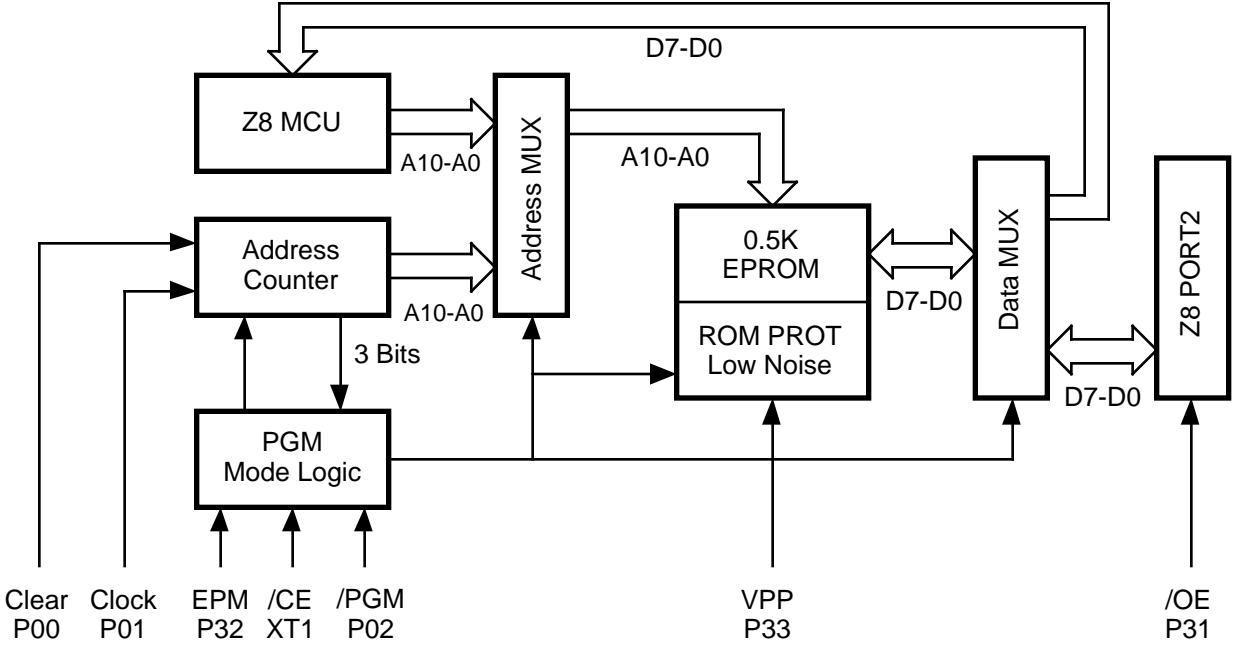 D7-D0
Z8 MCU
A10-A0
Address MUX
A10-A0
Address
Counter
A10-A0
3 Bits
0.5K
EPROM
ROM PROT
Low Noise
D7-D0
Data MUX
D7-D0
Z8 PORT2
PGM
Mode Logic
Clear
P00
Clock
P01
EPM
P32
/CE
XT1
/PGM
P02
VPP
P33
/OE
P31